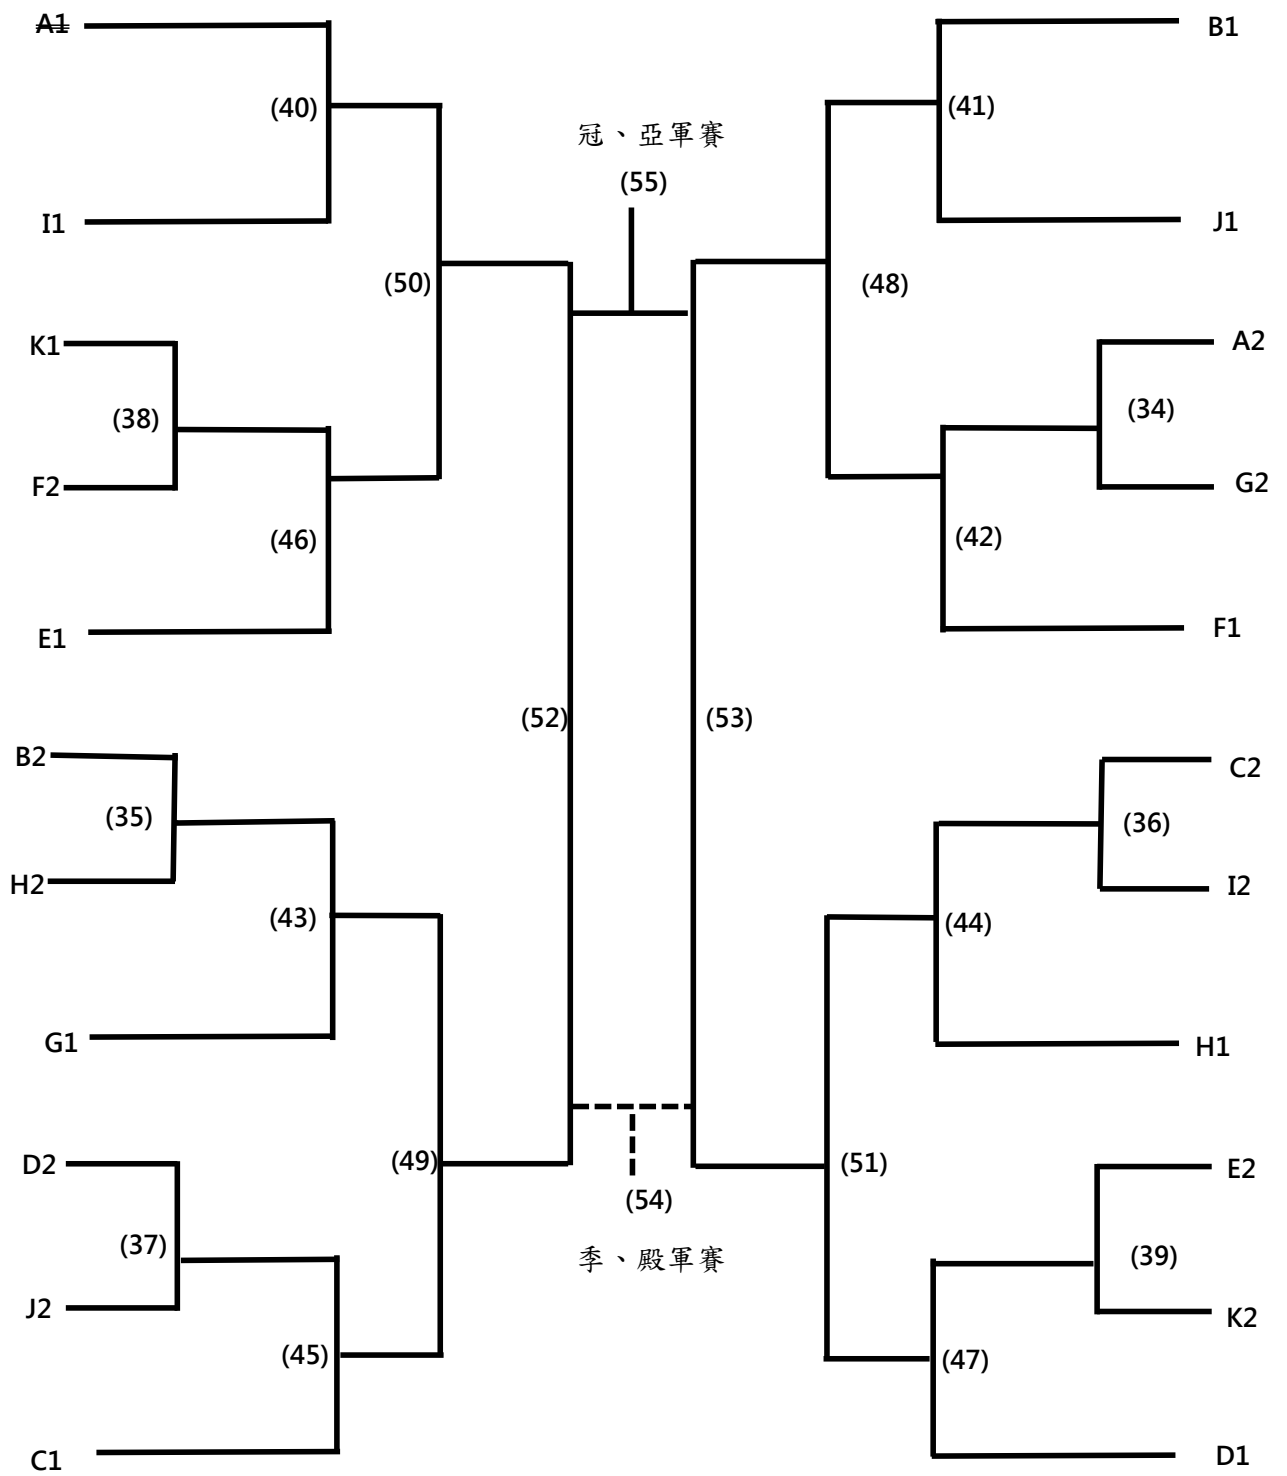 A1
B1
(40)
(41)
冠、亞軍賽
(55)
I1
J1
(50)
(48)
K1
A2
(38)
(34)
F2
G2
(46)
(42)
E1
F1
(52)
(53)
B2
C2
(35)
(36)
H2
I2
(43)
(44)
G1
H1
D2
(49)
(51)
E2
(54)
(37)
季、殿軍賽
(39)
J2
K2
(45)
(47)
C1
D1